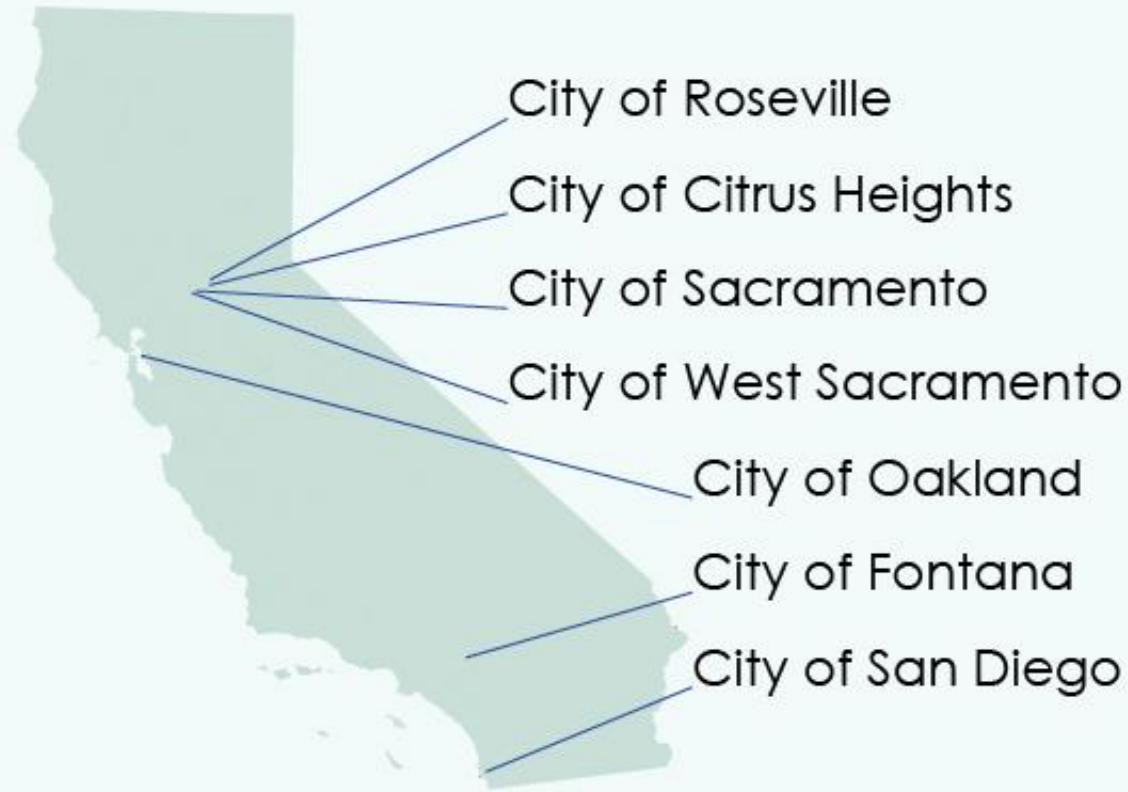 City of Roseville
City of Citrus Heights
City of Sacramento
City of West Sacramento
City of Oakland
City of Fontana
City of San Diego